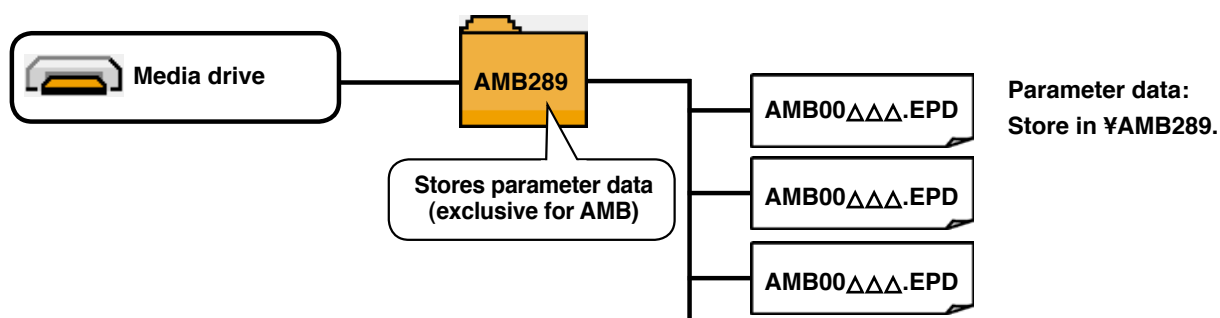 Media drive
AMB289
Stores parameter data
(exclusive for AMB)
AMB00△△△.EPD
AMB00△△△.EPD
AMB00△△△.EPD
Parameter data:
Store in ¥AMB289.